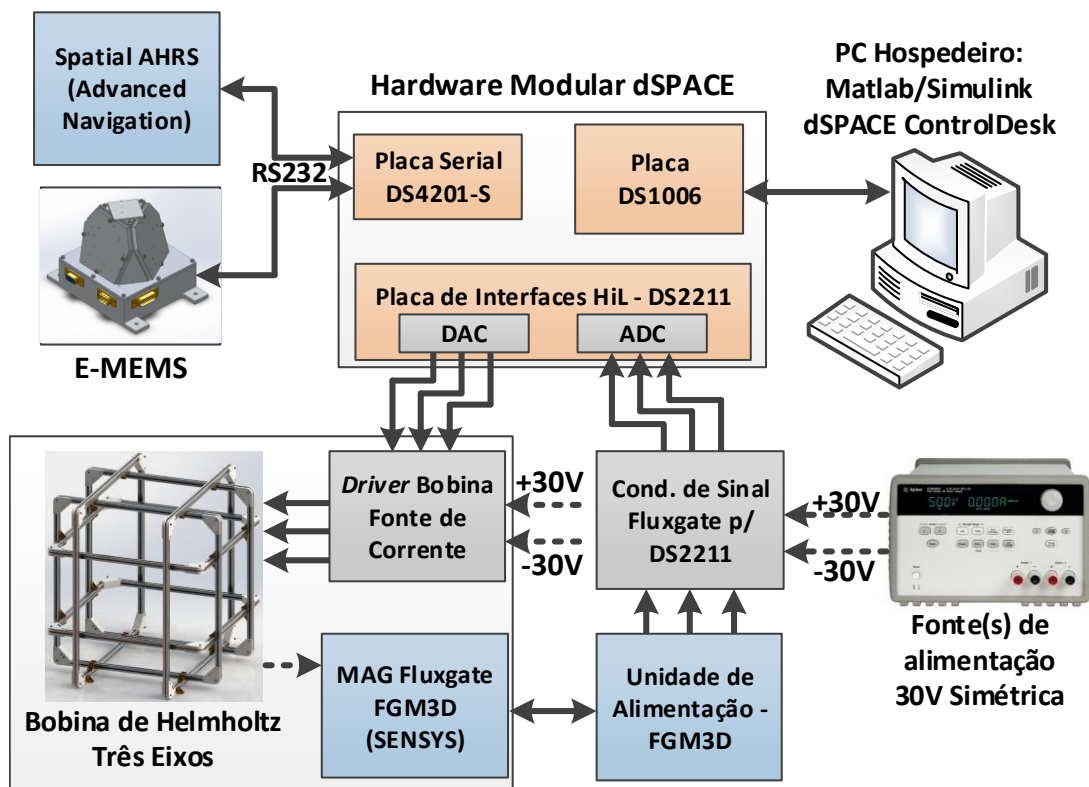 Spatial AHRS
(Advanced
Navigation)
Hardware Modular dSPACE
PC Hospedeiro:
Matlab/Simulink
dSPACE ControlDesk
RS232
Placa Serial
DS4201-S
Placa
DS1006
E-MEMS
Placa de Interfaces HiL - DS2211
DAC
ADC
Driver Bobina
Fonte de
Corrente
+30V
-30V
Cond. de Sinal
Fluxgate p/
DS2211
+30V
-30V
Agilent
Fonte(s) de
alimentação
30V Simétrica
Bobina de Helmholtz
Três Eixos
MAG Fluxgate
FGM3D
(SENSYS)
Unidade de
Alimentação -
FGM3D